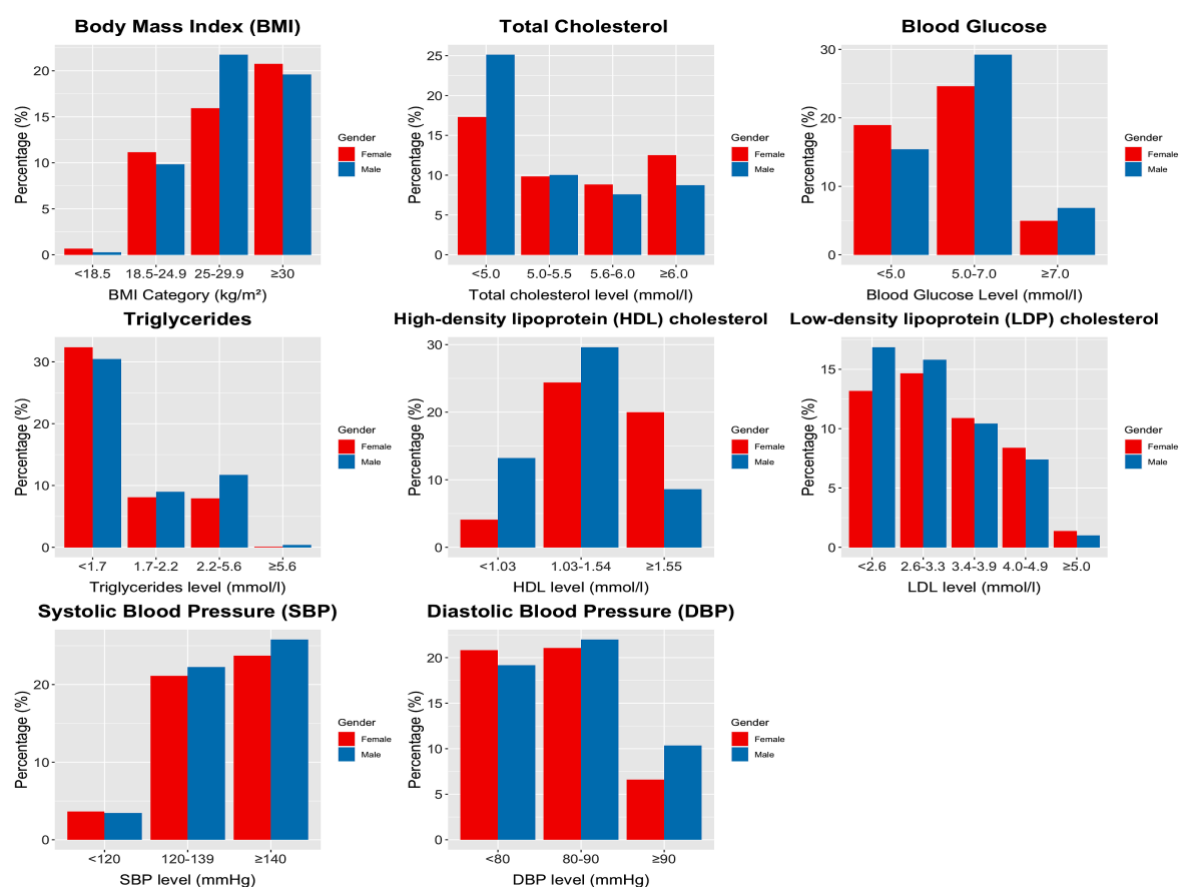 Body Mass Index (BMI)
Percentage (%)
20
15
10
5
0
<18.5 18.5-24.9 25-29.9 ≥30
BMI Category (kg/m²)
Gender
Female
Male
Total Cholesterol
Percentage (%)
25
20
15
10
5
0
<5.0 5.0-5.5 5.6-6.0 ≥6.0
Total cholesterol level (mmol/l)
Gender
Female
Male
Blood Glucose
Percentage (%)
30
20
10
0
<5.0 5.0-7.0 ≥7.0
Blood Glucose Level (mmol/l)
Gender
Female
Male
Triglycerides
Percentage (%)
30
20
10
0
<1.7 1.7-2.2 2.2-5.6 ≥5.6
Triglycerides level (mmol/l)
Gender
Female
Male
High-density lipoprotein (HDL) cholesterol
Percentage (%)
30
20
10
0
<1.03 1.03-1.54 ≥1.55
HDL level (mmol/l)
Gender
Female
Male
Low-density lipoprotein (LDP) cholesterol
Percentage (%)
15
10
5
0
<2.6 2.6-3.3 3.4-3.9 4.0-4.9 ≥5.0
LDL level (mmol/l)
Gender
Female
Male
Systolic Blood Pressure (SBP)
Percentage (%)
20
10
0
<120 120-139 ≥140
SBP level (mmHg)
Gender
Female
Male
Diastolic Blood Pressure (DBP)
Percentage (%)
20
15
10
5
0
<80 80-90 ≥90
DBP level (mmHg)
Gender
Female
Male